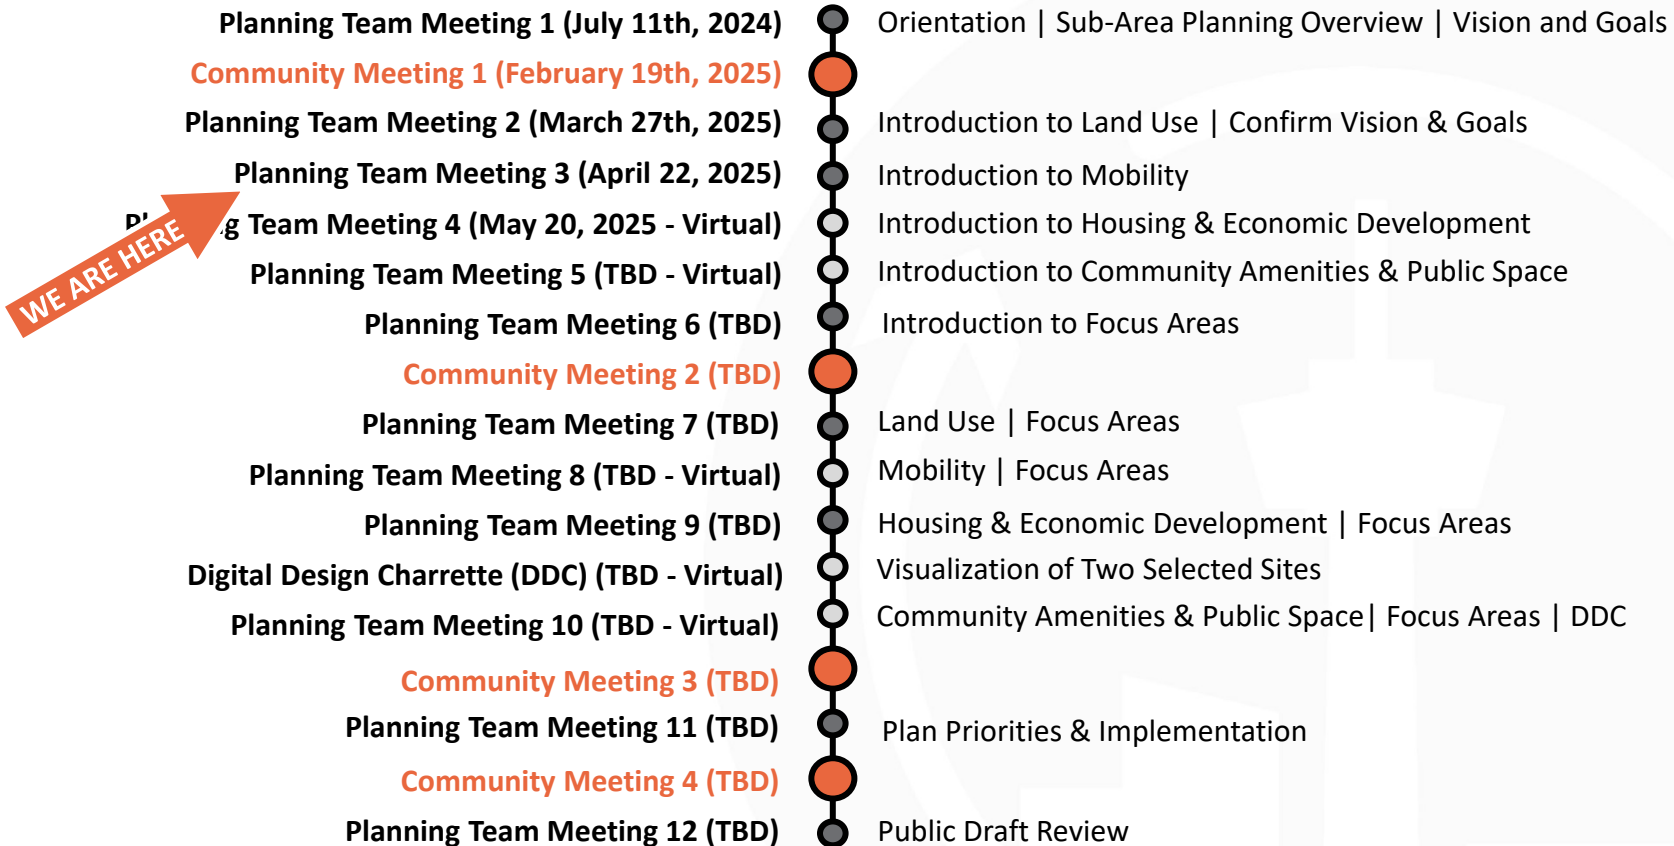 Planning Team Meeting 1 (July 11th, 2024) Orientation | Sub-Area Planning Overview | Vision and Goals
Community Meeting 1 (February 19th, 2025)
Planning Team Meeting 2 (March 27th, 2025) Introduction to Land Use | Confirm Vision & Goals
Planning Team Meeting 3 (April 22, 2025) Introduction to Mobility
g Team Meeting 4 (May 20, 2025 - Virtual) Introduction to Housing & Economic Development
WE ARE HERE
Planning Team Meeting 5 (TBD - Virtual) Introduction to Community Amenities & Public Space
Planning Team Meeting 6 (TBD) Introduction to Focus Areas
Community Meeting 2 (TBD)
Planning Team Meeting 7 (TBD) Land Use | Focus Areas
Planning Team Meeting 8 (TBD - Virtual) Mobility | Focus Areas
Planning Team Meeting 9 (TBD) Housing & Economic Development | Focus Areas
Digital Design Charrette (DDC) (TBD - Virtual) Visualization of Two Selected Sites
Planning Team Meeting 10 (TBD - Virtual) Community Amenities & Public Space| Focus Areas | DDC
Community Meeting 3 (TBD)
Planning Team Meeting 11 (TBD) Plan Priorities & Implementation
Community Meeting 4 (TBD)
Planning Team Meeting 12 (TBD) Public Draft Review